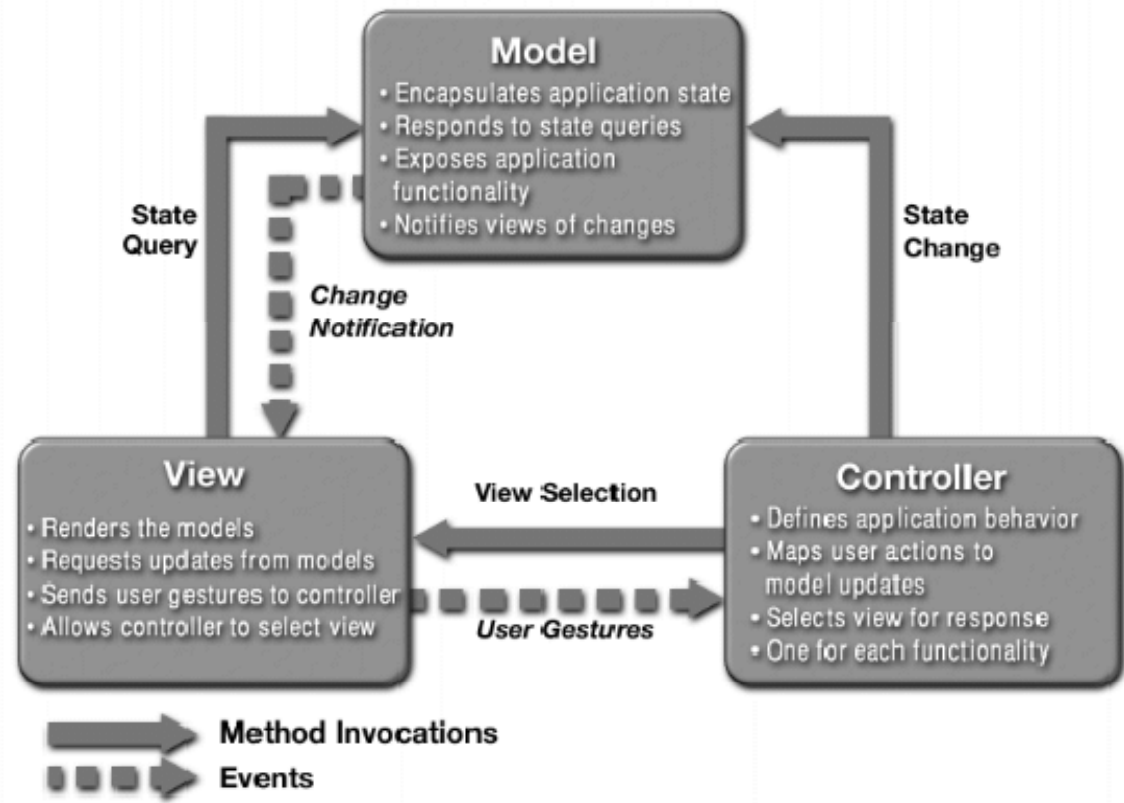 Model
• Encapsulates application state
• Responds to state queries
• Exposes application
functionality
• Notifies views of changes
State
Query
State
Change
Change
Notification
View
• Renders the models
• Requests updates from models
• Sends user gestures to controller
• Allows controller to select view
View Selection
User Gestures
Controller
• Defines application behavior
• Maps user actions to
model updates
• Selects view for response
• One for each functionality
Method Invocations
Events